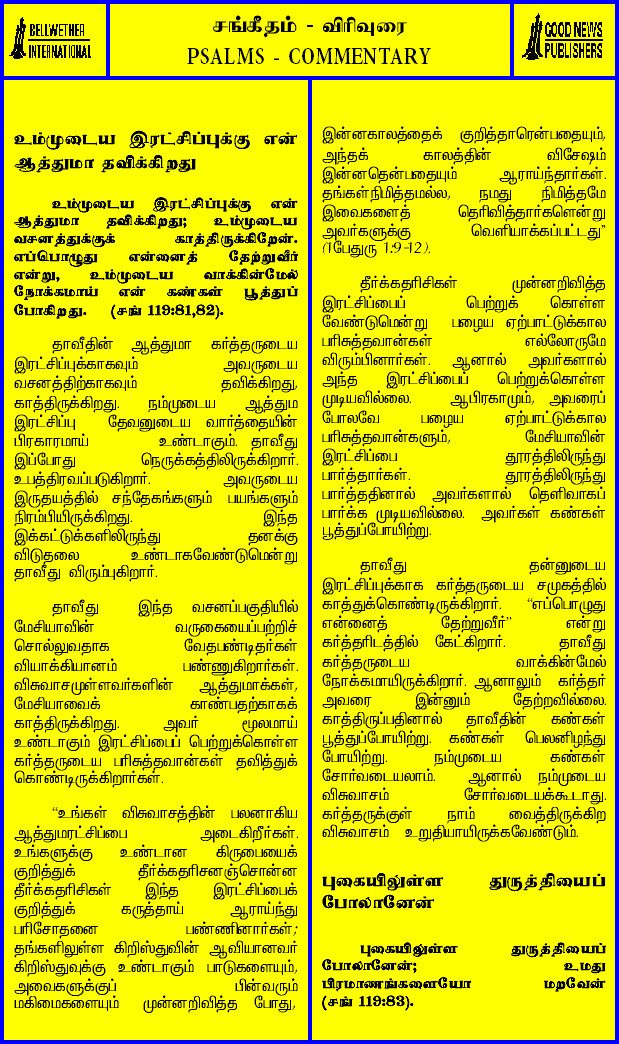 BELLWETHER
INTERNATIONAL
சங்கீதம் - விரிவுரை
PSALMS - COMMENTARY
GOOD NEWS
PUBLISHERS
உம்முடைய இரட்சிப்புக்கு என்
ஆத்துமா தவிக்கிறது
உம்முடைய இரட்சிப்புக்கு என்
ஆத்துமா தவிக்கிறது; உம்முடைய
வசனத்துக்குக் காத்திருக்கிறேன்.
எப்பொழுது என்னைத் தேற்றுவீர்
என்று, உம்முடைய வாக்கின்மேல்
நோக்கமாய் என் கண்கள் பூத்துப்
போகிறது. (சங் 119:81,82).
தாவீதின் ஆத்துமா கர்த்தருடைய
இரட்சிப்புக்காகவும் அவருடைய
வசனத்திற்காகவும் தவிக்கிறது,
காத்திருக்கிறது. நம்முடைய ஆத்தும
இரட்சிப்பு தேவனுடைய வார்த்தையின்
பிரகாரமாய் உண்டாகும். தாவீது
இப்போது நெருக்கத்திலிருக்கிறார்.
உபத்திரவப்படுகிறார். அவருடைய
இருதயத்தில் சந்தேகங்களும் பயங்களும்
நிரம்பியிருக்கிறது. இந்த
இக்கட்டுக்களிலிருந்து தனக்கு
விடுதலை உண்டாகவேண்டுமென்று
தாவீது விரும்புகிறார்.
தாவீது இந்த வசனப்பகுதியில்
மேசியாவின் வருகையைப்பற்றிச்
சொல்லுவதாக வேதபண்டிதர்கள்
வியாக்கியானம் பண்ணுகிறார்கள்.
விசுவாசமுள்ளவர்களின் ஆத்துமாக்கள்,
மேசியாவைக் காண்பதற்காகக்
காத்திருக்கிறது. அவர் மூலமாய்
உண்டாகும் இரட்சிப்பைப் பெற்றுக்கொள்ள
கர்த்தருடைய பரிசுத்தவான்கள் தவித்துக்
கொண்டிருக்கிறார்கள்.
“உங்கள் விசுவாசத்தின் பலனாகிய
ஆத்துமரட்சிப்பை அடைகிறீர்கள்.
உங்களுக்கு உண்டான கிருபையைக்
குறித்துத் தீர்க்கதரிசனஞ்சொன்ன
தீர்க்கதரிசிகள் இந்த இரட்சிப்பைக்
குறித்துக் கருத்தாய் ஆராய்ந்து
பரிசோதனை பண்ணினார்கள்;
தங்களிலுள்ள கிறிஸ்துவின் ஆவியானவர்
கிறிஸ்துவுக்கு உண்டாகும் பாடுகளையும்,
அவைகளுக்குப் பின்வரும்
மகிமைகளையும் முன்னறிவித்த போது,
இன்னகாலத்தைக் குறித்தாரென்பதையும்,
அந்தக் காலத்தின் விசேஷம்
இன்னதென்பதையும் ஆராய்ந்தார்கள்.
தங்கள்நிமித்தமல்ல, நமது நிமித்தமே
இவைகளைத் தெரிவித்தார்களென்று
அவர்களுக்கு வெளியாக்கப்பட்டது”
(1பேதுரு 1:9-12).
தீர்க்கதரிசிகள் முன்னறிவித்த
இரட்சிப்பைப் பெற்றுக் கொள்ள
வேண்டுமென்று பழைய ஏற்பாட்டுக்கால
பரிசுத்தவான்கள் எல்லோருமே
விரும்பினார்கள். ஆனால் அவர்களால்
அந்த இரட்சிப்பைப் பெற்றுக்கொள்ள
முடியவில்லை. ஆபிரகாமும், அவரைப்
போலவே பழைய ஏற்பாட்டுக்கால
பரிசுத்தவான்களும், மேசியாவின்
இரட்சிப்பை தூரத்திலிருந்து
பார்த்தார்கள். தூரத்திலிருந்து
பார்த்ததினால் அவர்களால் தெளிவாகப்
பார்க்க முடியவில்லை. அவர்கள் கண்கள்
பூத்துப்போயிற்று.
தாவீது தன்னுடைய
இரட்சிப்புக்காக கர்த்தருடைய சமுகத்தில்
காத்துக்கொண்டிருக்கிறார். “எப்பொழுது
என்னைத் தேற்றுவீர்” என்று
கர்த்தரிடத்தில் கேட்கிறார். தாவீது
கர்த்தருடைய வாக்கின்மேல்
நோக்கமாயிருக்கிறார். ஆனாலும் கர்த்தர்
அவரை இன்னும் தேற்றவில்லை.
காத்திருப்பதினால் தாவீதின் கண்கள்
பூத்துப்போயிற்று. கண்கள் பெலனிழந்து
போயிற்று. நம்முடைய கண்கள்
சோர்வடையலாம். ஆனால் நம்முடைய
விசுவாசம் சோர்வடையக்கூடாது.
கர்த்தருக்குள் நாம் வைத்திருக்கிற
விசுவாசம் உறுதியாயிருக்கவேண்டும்.
புகையிலுள்ள துருத்தியைப்
போலானேன்
புகையிலுள்ள துருத்தியைப்
போலானேன்; உமது
பிரமாணங்களையோ மறவேன்
(சங் 119:83).